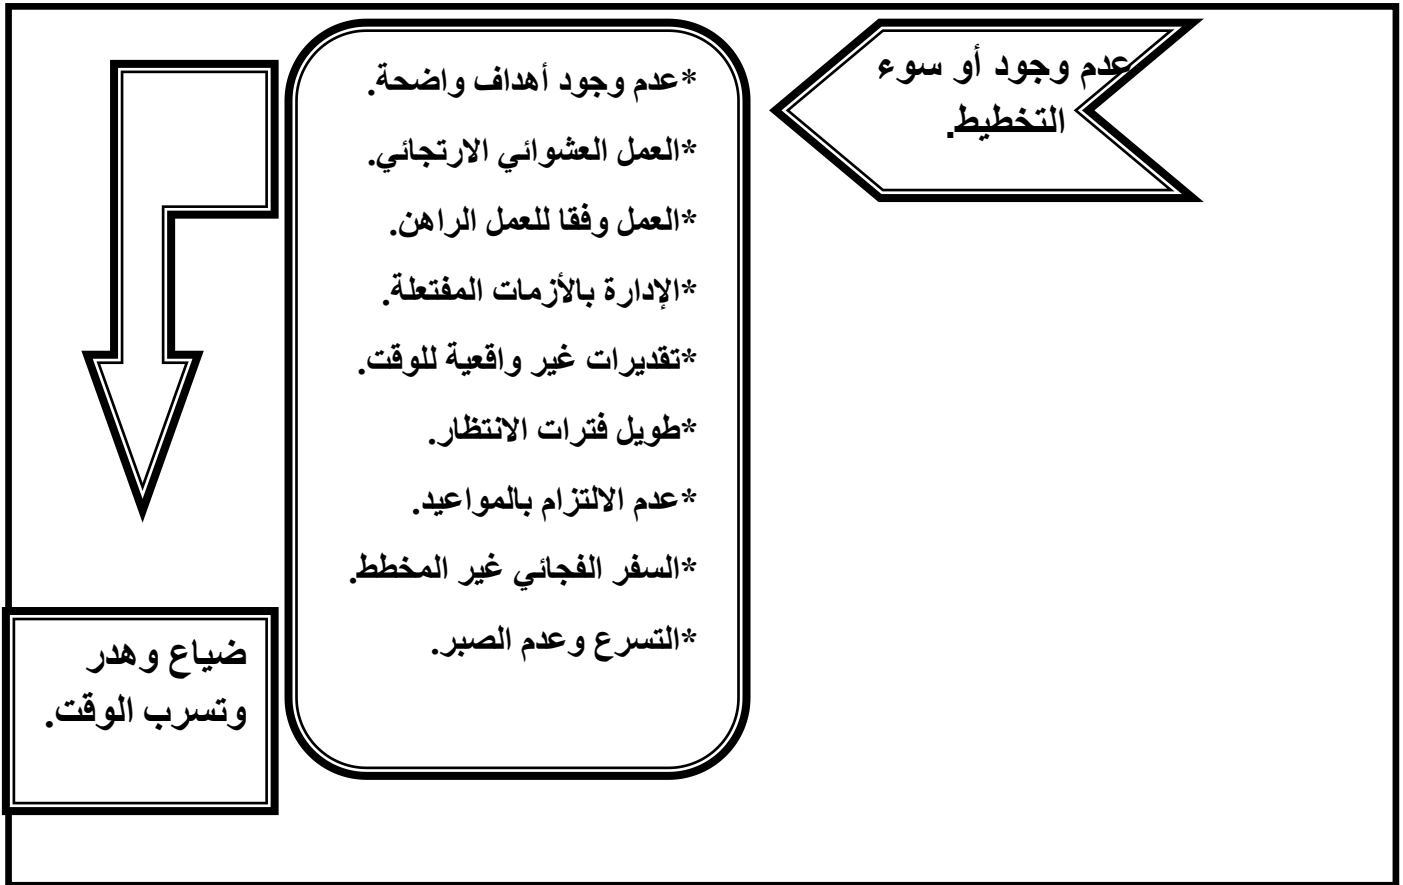 عدم وجود أو سوء
التخطيط.
*عدم وجود أهداف واضحة.
*العمل العشوائي الارتجائي.
*العمل وفقا للعمل الراهن.
*الإدارة بالأزمات المفتعلة.
*تقديرات غير واقعية للوقت.
*طويل فترات الانتظار.
*عدم الالتزام بالمواعيد.
*السفر الفجائي غير المخطط.
*التسرع وعدم الصبر.
ضياع وهدر
وتسرب الوقت.